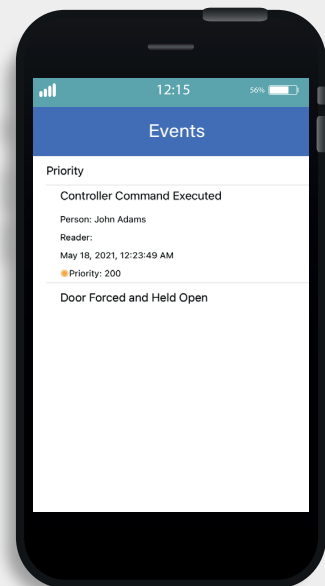 12:15
56%
Events
Priority
Controller Command Executed
Person: John Adams
Reader:
May 18, 2021, 12:23:49 AM
Priority: 200
Door Forced and Held Open